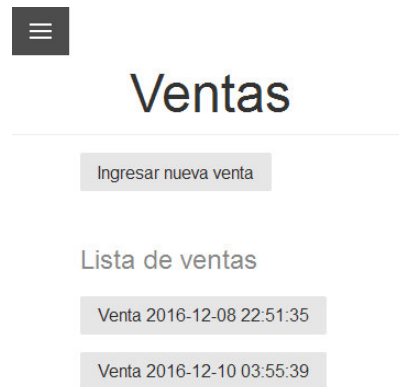 Ventas
Ingresar nueva venta
Lista de ventas
Venta 2016-12-08 22:51:35
Venta 2016-12-10 03:55:39